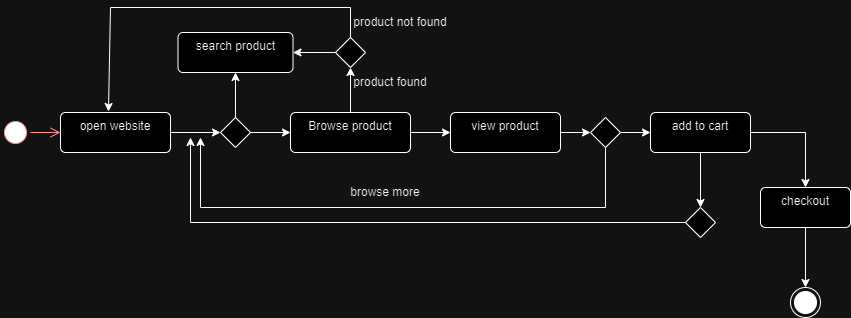 product not found
search product
product found
open website
Browse product
view product
add to cart
browse more
checkout